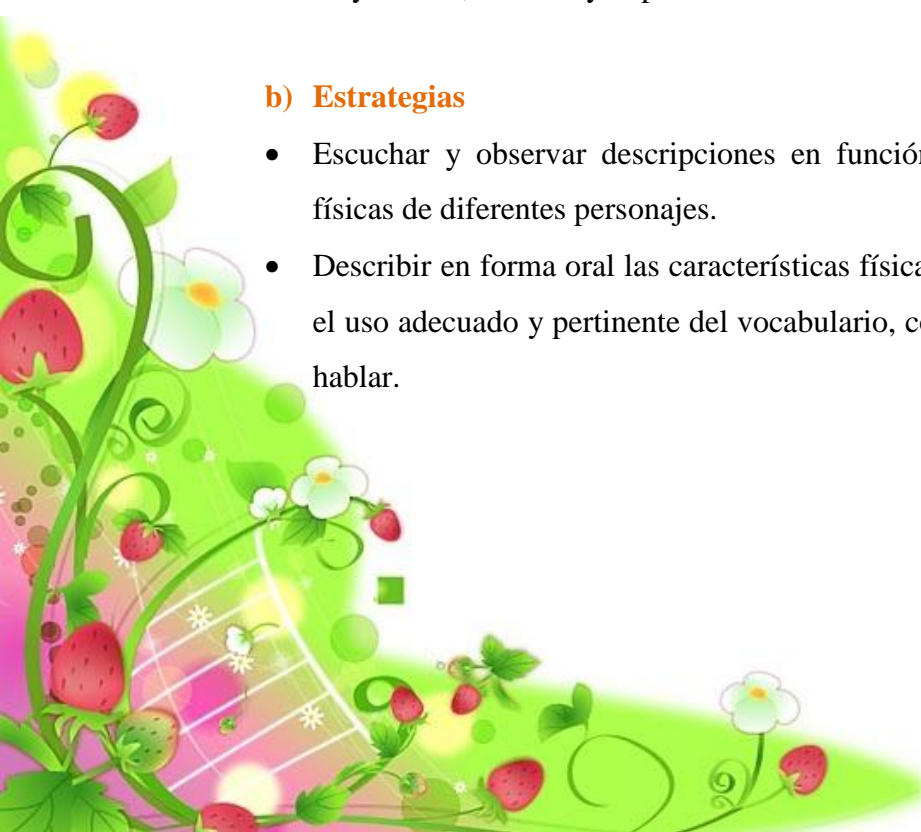 b) Estrategias
• Escuchar y observar descripciones en función
físicas de diferentes personajes.
• Describir en forma oral las características física
el uso adecuado y pertinente del vocabulario, c
hablar.